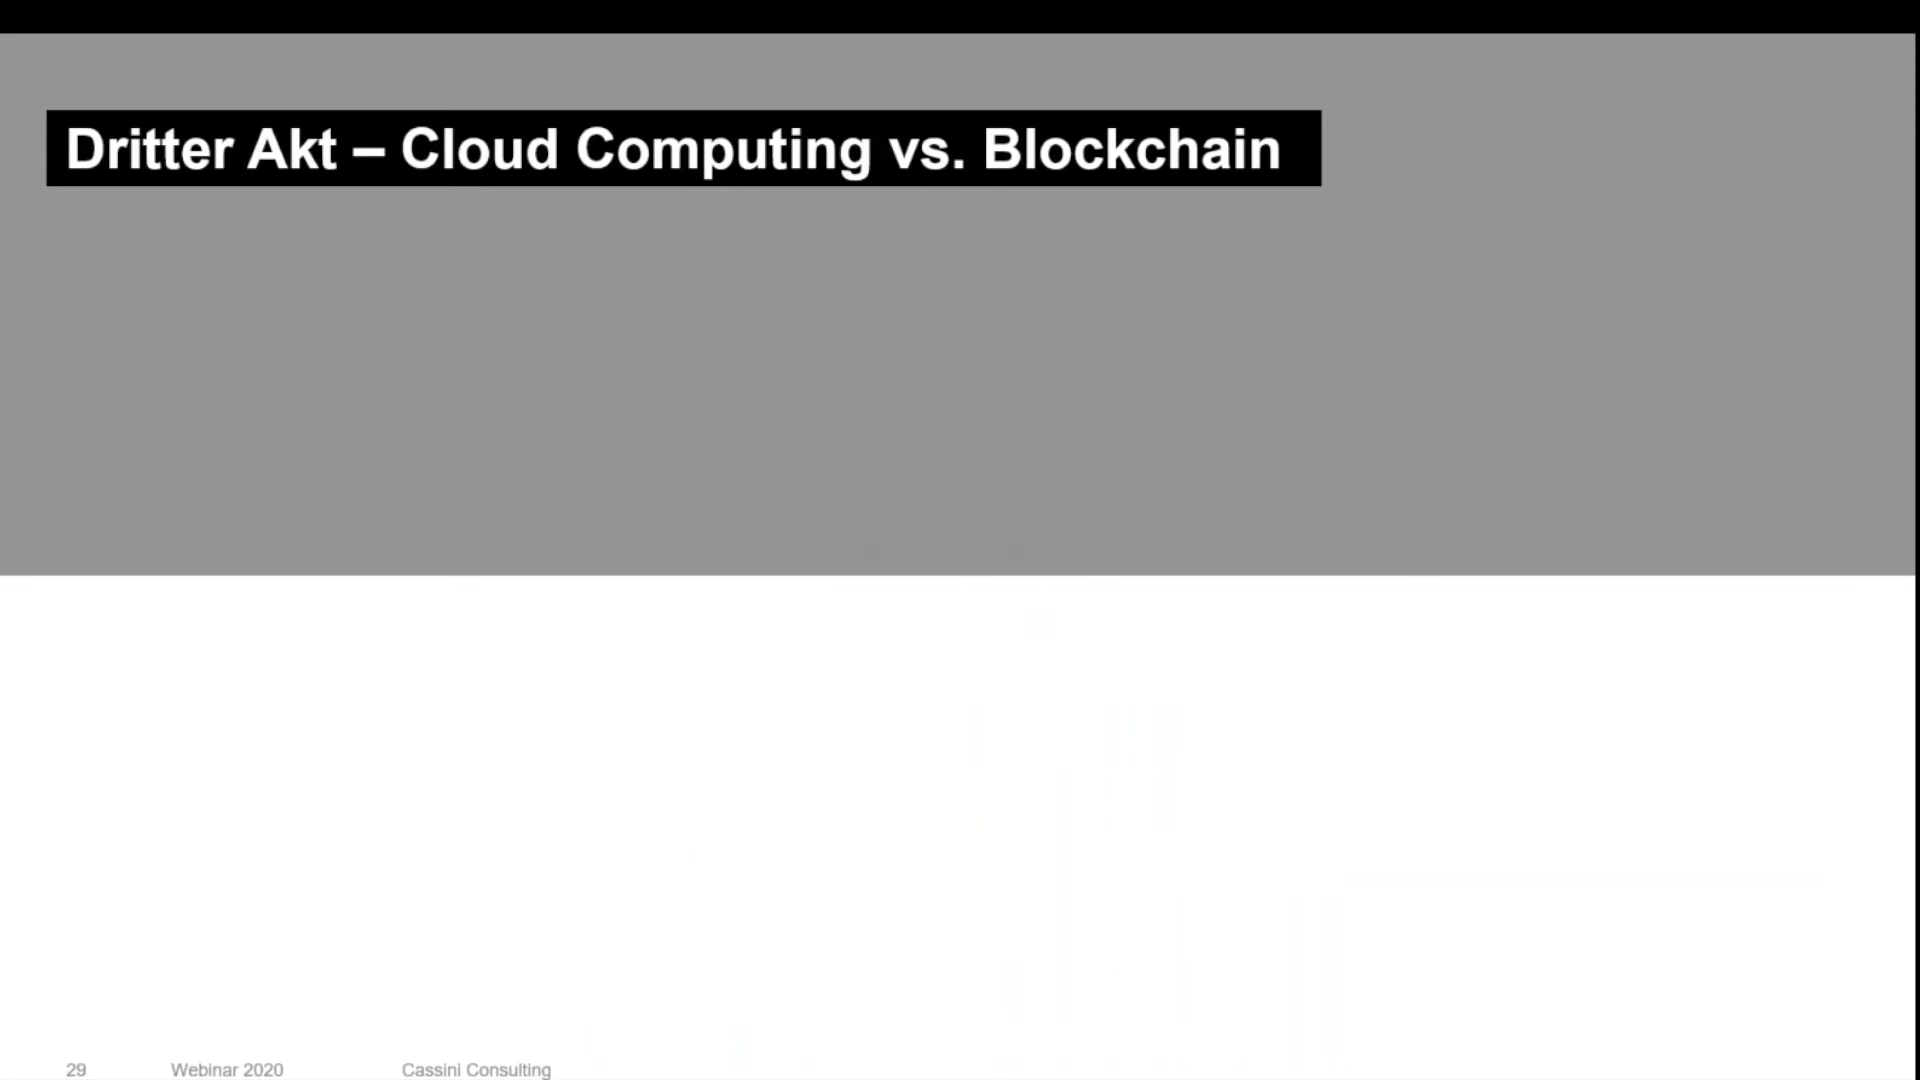 Dritter Akt – Cloud Computing vs. Blockchain
29 Webinar 2020 Cassini Consulting